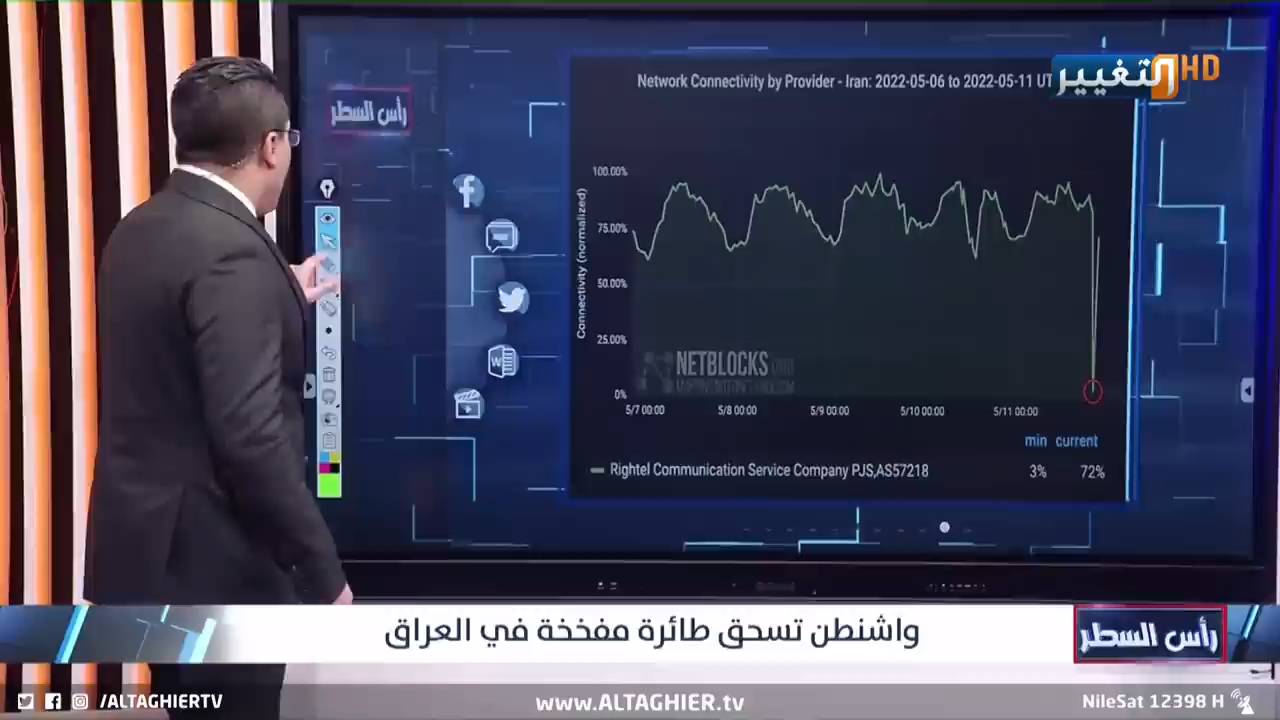 التغيير HD
Network Connectivity by Provider - Iran: 2022-05-06 to 2022-05-11
رأس السطر
Connectivity (normalized)
100.00%
75.00%
50.00%
25.00%
0%
NETBLOCKS
5/7 00:00 5/8 00:00 5/9 00:00 5/10 00:00 5/11 00:00
min current
Rightel Communication Service Company PJS,AS57218 3% 72%
واشنطن تسحق طائرة مفخخة في العراق
رأس السطر
/ALTAGHIERTV
www.ALTAGHIER.tv
NileSat 12398 H